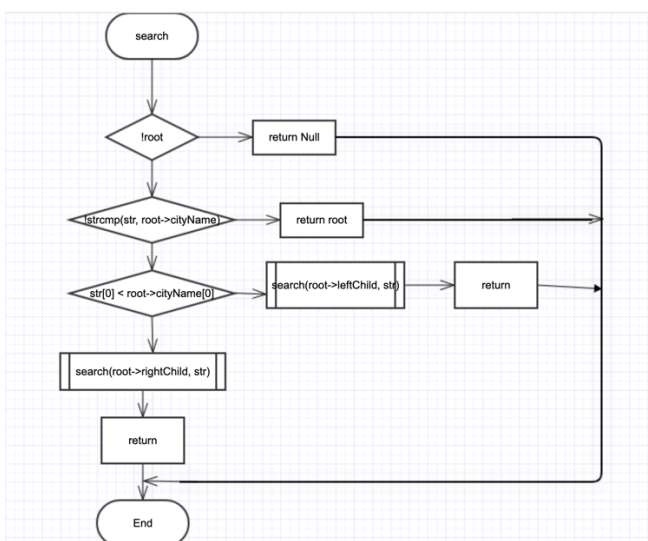 search
!root
return Null
!strcmp(str, root->cityName)
return root
str[0] < root->cityName[0]
search(root->leftChild, str)
return
search(root->rightChild, str)
return
End